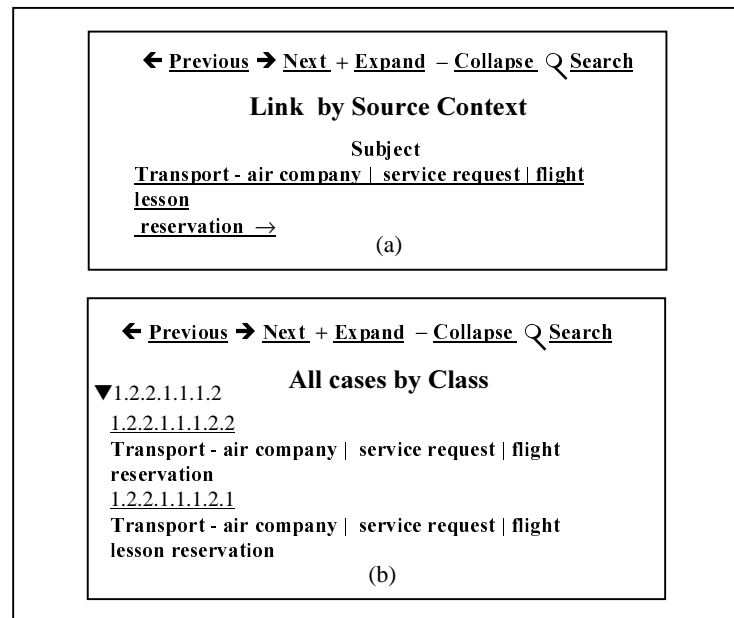 🡸 Previous 🡺 Next + Expand – Collapse Search
Link by Source Context
Subject
Transport - air company | service request | flight
lesson
reservation →
(a)
🡸 Previous 🡺 Next + Expand – Collapse Search
All cases by Class
▼1.2.2.1.1.1.2
1.2.2.1.1.1.2.2
Transport - air company | service request | flight
reservation
1.2.2.1.1.1.2.1
Transport - air company | service request | flight
lesson reservation
(b)